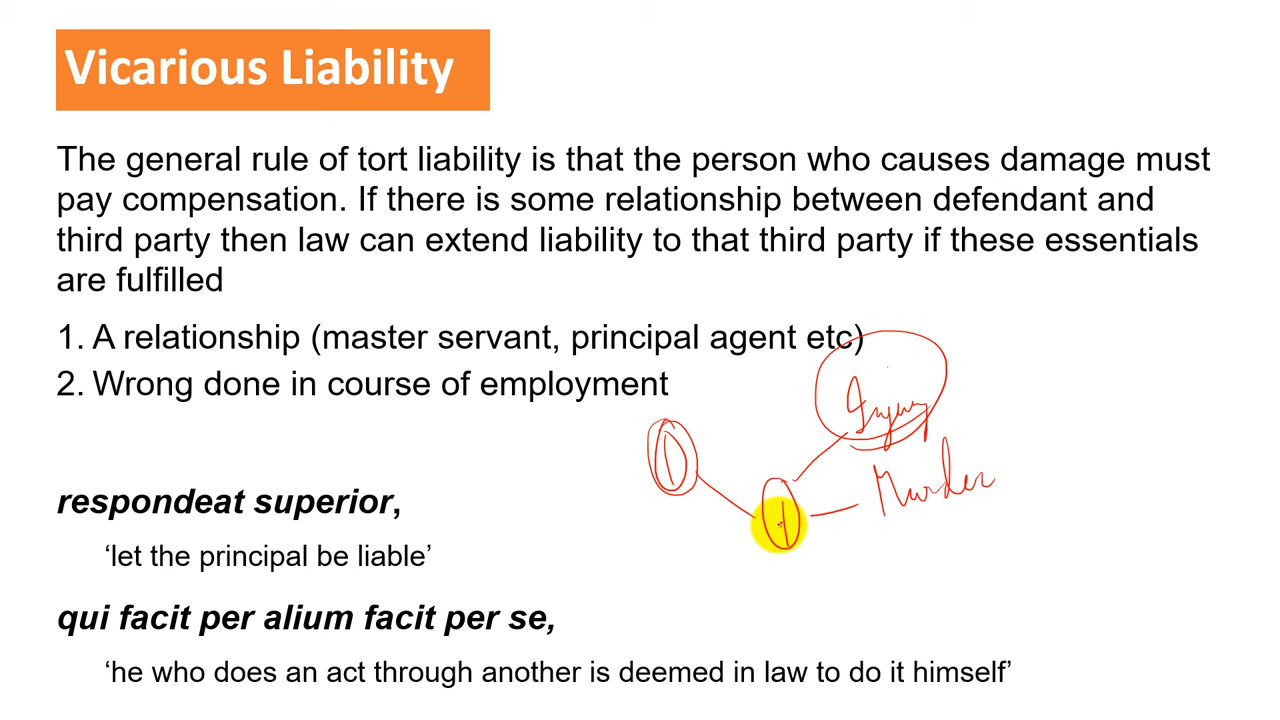 Vicarious Liability
The general rule of tort liability is that the person who causes damage must
pay compensation. If there is some relationship between defendant and
third party then law can extend liability to that third party if these essentials
are fulfilled
1. A relationship (master servant, principal agent etc)
2. Wrong done in course of employment
Injury
Murder
respondeat superior,
‘let the principal be liable’
qui facit per alium facit per se,
‘he who does an act through another is deemed in law to do it himself’